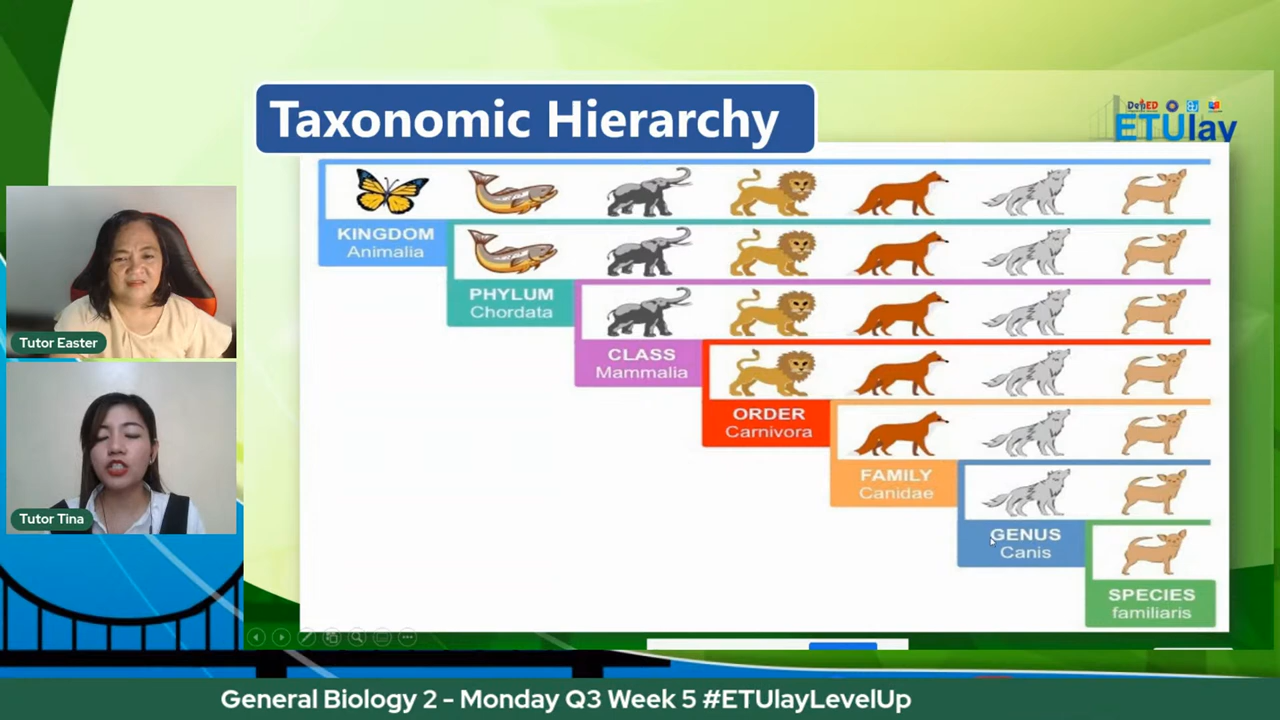 Taxonomic Hierarchy
DepED
ETUlay
KINGDOM
Animalia
PHYLUM
Chordata
CLASS
Mammalia
ORDER
Carnivora
FAMILY
Canidae
GENUS
Canis
SPECIES
familiaris
Tutor Easter
Tutor Tina
General Biology 2 - Monday Q3 Week 5 #ETUlayLevelUp